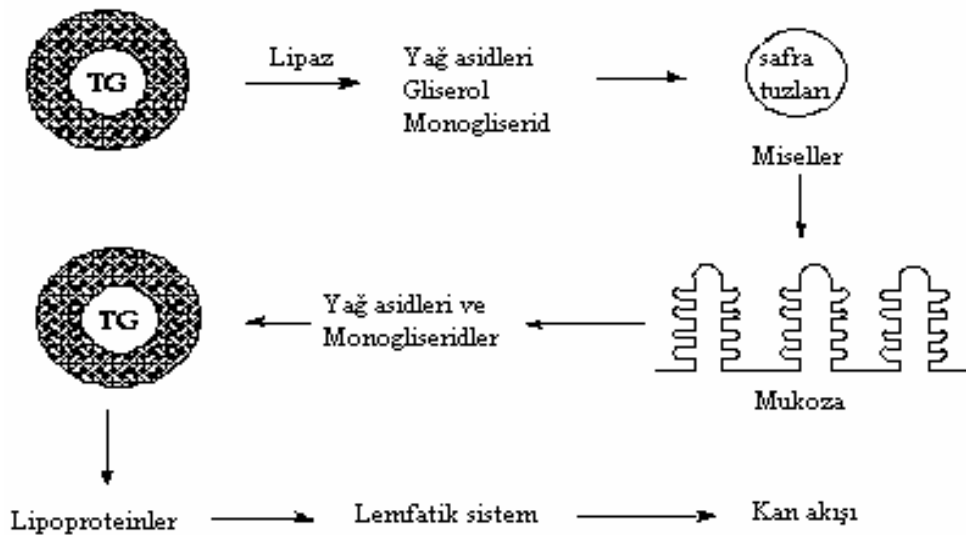 TG
Lipaz
Yağ asidleri
Gliserol
Monogliserid
safra
tuzları
Miseller
TG
Yağ asidleri ve
Monogliseridler
Mukoza
Lipoproteinler
Lemfatik sistem
Kan akışı